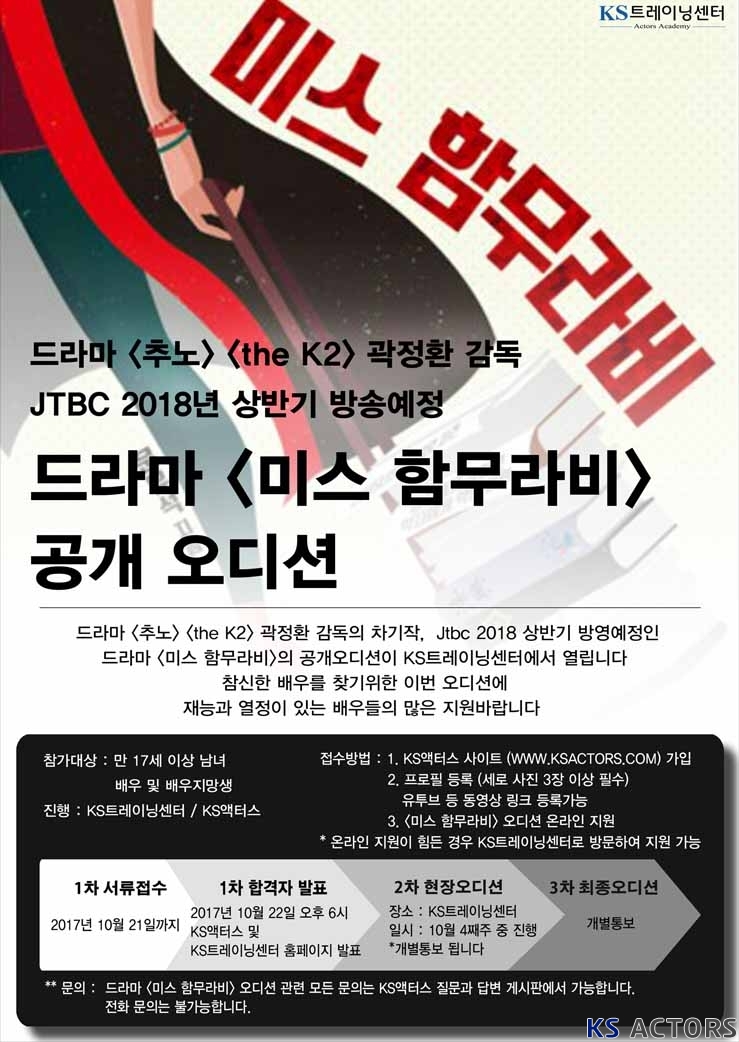 KS트레이닝센터
Actors Academy
미스 함무라비
드라마 〈추노〉 〈the K2〉 곽정환 감독
JTBC 2018년 상반기 방송예정
드라마 〈미스 함무라비〉
공개 오디션
드라마 〈추노〉 〈the K2〉 곽정환 감독의 차기작, Jtbc 2018 상반기 방영예정인
드라마 〈미스 함무라비〉의 공개오디션이 KS트레이닝센터에서 열립니다
참신한 배우를 찾기위한 이번 오디션에
재능과 열정이 있는 배우들의 많은 지원바랍니다
참가대상 : 만 17세 이상 남녀
배우 및 배우지망생
진행 : KS트레이닝센터 / KS액터스
접수방법 : 1. KS액터스 사이트 (WWW.KSACTORS.COM) 가입
2. 프로필 등록 (세로 사진 3장 이상 필수)
유투브 등 동영상 링크 등록가능
3. 〈미스 함무라비〉 오디션 온라인 지원
* 온라인 지원이 힘든 경우 KS트레이닝센터로 방문하여 지원 가능
1차 서류접수
2017년 10월 21일까지
1차 합격자 발표
2017년 10월 22일 오후 6시
KS액터스 및
KS트레이닝센터 홈페이지 발표
2차 현장오디션
장소 : KS트레이닝센터
일시 : 10월 4째주 중 진행
*개별통보 됩니다
3차 최종오디션
개별통보
** 문의 : 드라마 〈미스 함무라비〉 오디션 관련 모든 문의는 KS액터스 질문과 답변 게시판에서 가능합니다.
전화 문의는 불가능합니다.
KS ACTORS